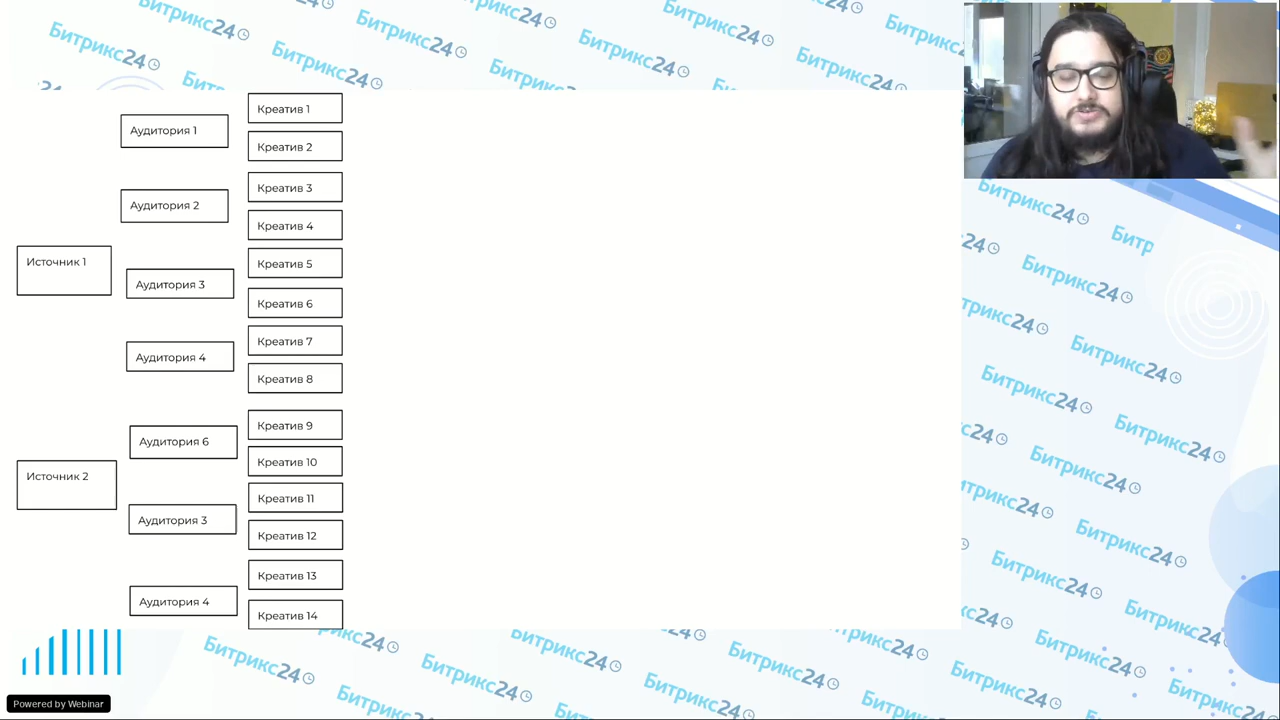 Битрикс24
Креатив 1
Аудитория 1
Креатив 2
Креатив 3
Аудитория 2
Креатив 4
Источник 1
Креатив 5
Аудитория 3
Креатив 6
Креатив 7
Аудитория 4
Креатив 8
Креатив 9
Аудитория 6
Креатив 10
Источник 2
Креатив 11
Аудитория 3
Креатив 12
Креатив 13
Аудитория 4
Креатив 14
Powered by Webinar